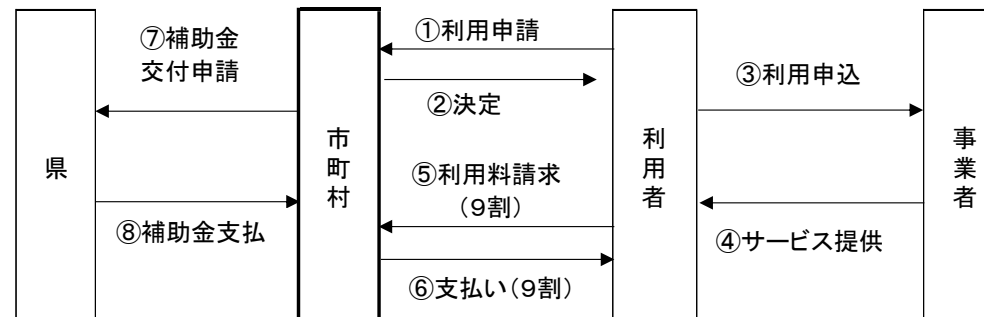 県
⑦補助金
交付申請
⑧補助金支払
市町村
①利用申請
②決定
⑤利用料請求
(9割)
⑥支払い(9割)
利用者
③利用申込
④サービス提供
事業者